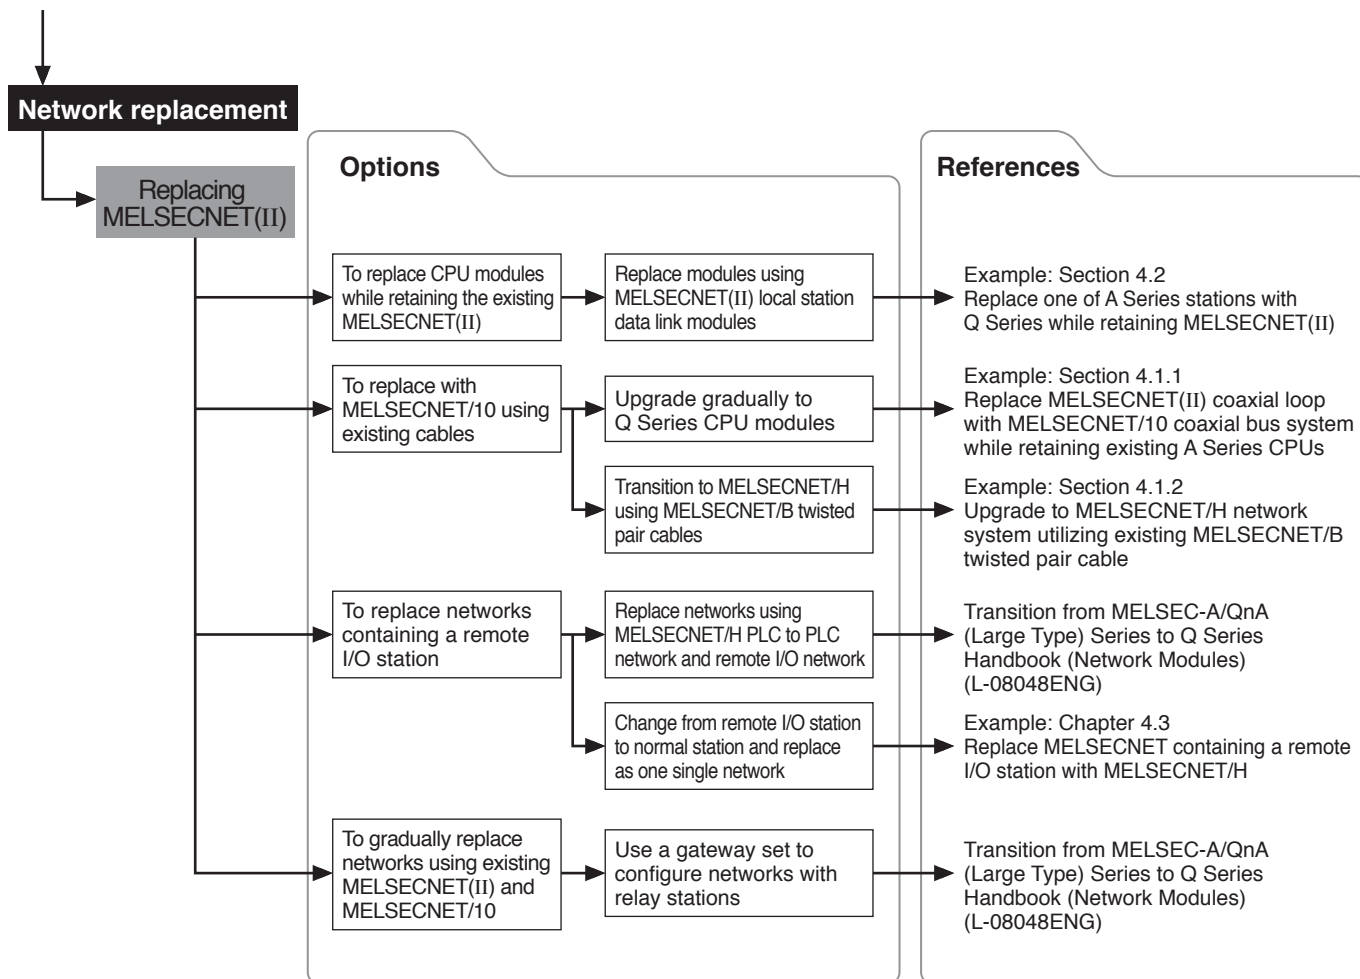 Network replacement
Replacing
MELSECNET(II)
Options
References
To replace CPU modules
while retaining the existing
MELSECNET(II)
Replace modules using
MELSECNET(II) local station
data link modules
Example: Section 4.2
Replace one of A Series stations with
Q Series while retaining MELSECNET(II)
To replace with
MELSECNET/10 using
existing cables
Upgrade gradually to
Q Series CPU modules
Example: Section 4.1.1
Replace MELSECNET(II) coaxial loop
with MELSECNET/10 coaxial bus system
while retaining existing A Series CPUs
Transition to MELSECNET/H
using MELSECNET/B twisted
pair cables
Example: Section 4.1.2
Upgrade to MELSECNET/H network
system utilizing existing MELSECNET/B
twisted pair cable
To replace networks
containing a remote
I/O station
Replace networks using
MELSECNET/H PLC to PLC
network and remote I/O network
Transition from MELSEC-A/QnA
(Large Type) Series to Q Series
Handbook (Network Modules)
(L-08048ENG)
Change from remote I/O station
to normal station and replace
as one single network
Example: Chapter 4.3
Replace MELSECNET containing a remote
I/O station with MELSECNET/H
To gradually replace
networks using existing
MELSECNET(II) and
MELSECNET/10
Use a gateway set to
configure networks with
relay stations
Transition from MELSEC-A/QnA
(Large Type) Series to Q Series
Handbook (Network Modules)
(L-08048ENG)